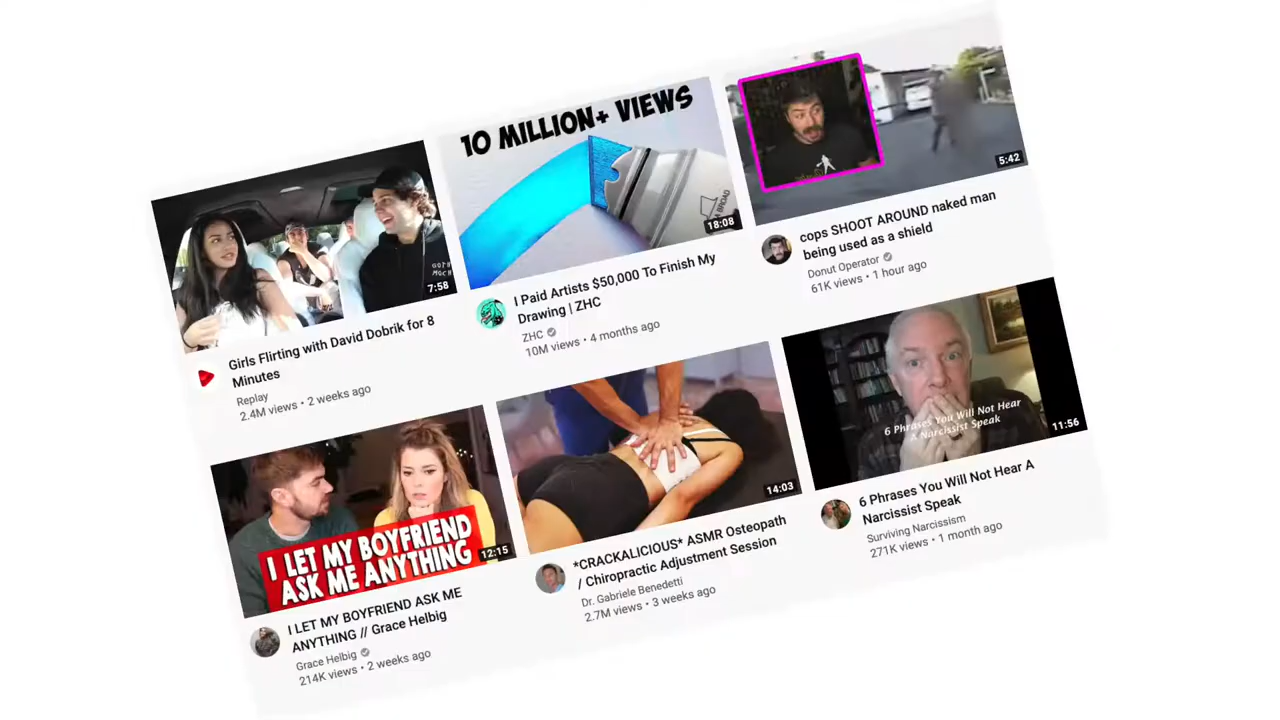 7:58
Girls Flirting with David Dobrik for 8
Minutes
Replay
2.4M views • 2 weeks ago
10 MILLION+ VIEWS
A BROAD
18:08
I Paid Artists $50,000 To Finish My
Drawing | ZHC
ZHC
10M views • 4 months ago
5:42
cops SHOOT AROUND naked man
being used as a shield
Donut Operator
61K views • 1 hour ago
I LET MY BOYFRIEND
ASK ME ANYTHING
12:15
I LET MY BOYFRIEND ASK ME
ANYTHING // Grace Helbig
Grace Helbig
214K views • 2 weeks ago
14:03
*CRACKALICIOUS* ASMR Osteopath
/ Chiropractic Adjustment Session
Dr. Gabriele Benedetti
2.7M views • 3 weeks ago
6 Phrases You Will Not Hear
A Narcissist Speak
11:56
6 Phrases You Will Not Hear A
Narcissist Speak
Surviving Narcissism
271K views • 1 month ago